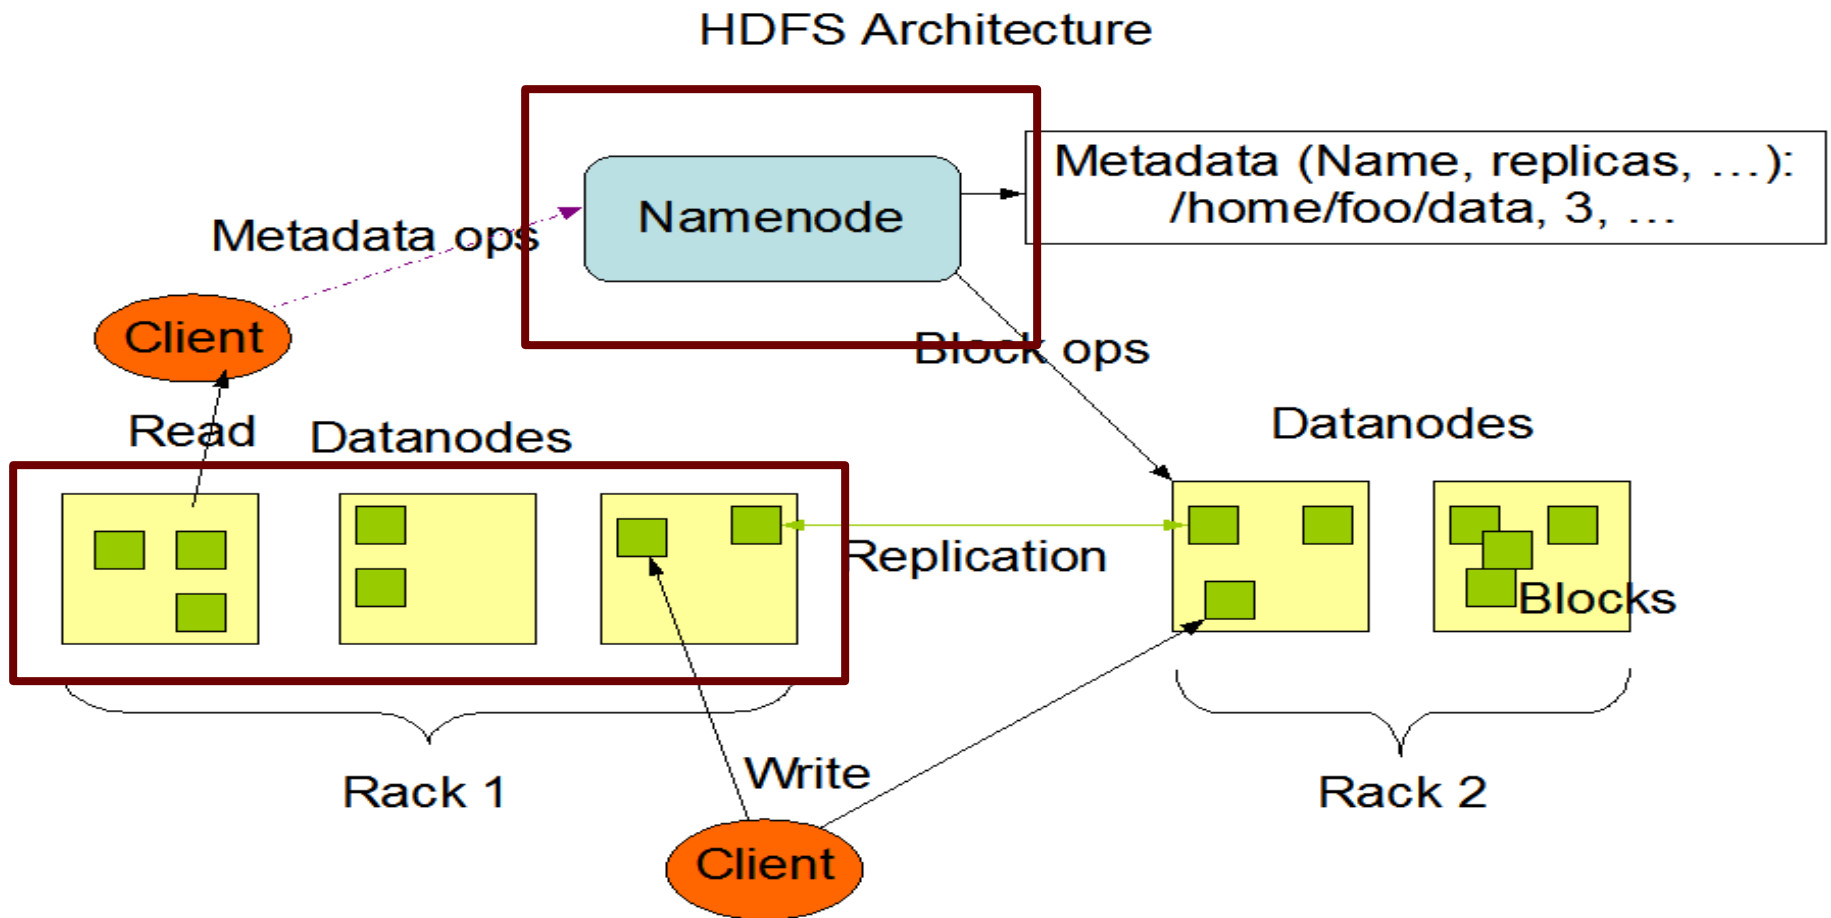 HDFS Architecture
Namenode
Metadata (Name, replicas, …):
/home/foo/data, 3, …
Metadata ops
Client
Block ops
Read
Datanodes
Datanodes
Replication
Blocks
Rack 1
Write
Rack 2
Client